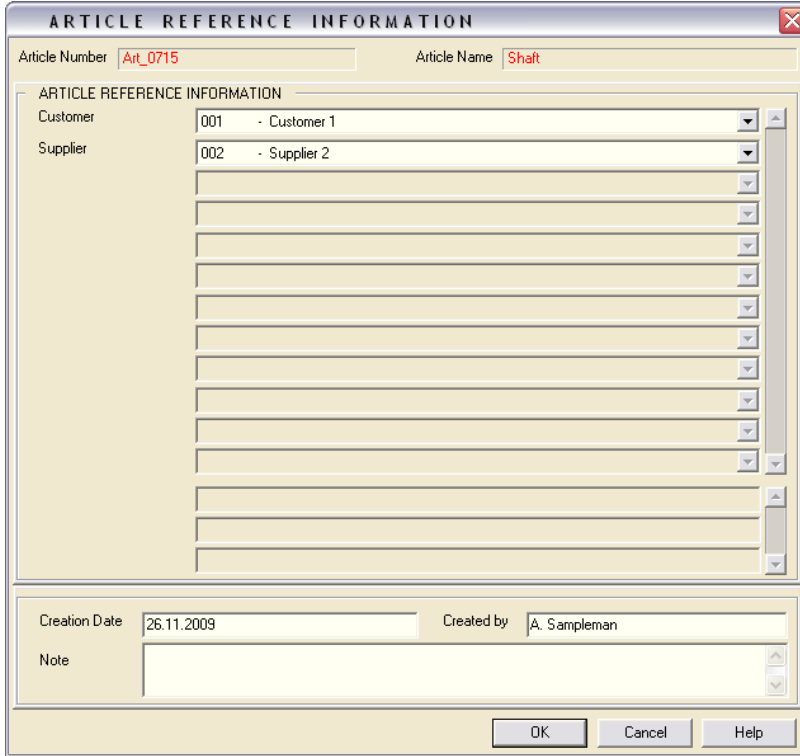 ARTICLE REFERENCE INFORMATION
Article Number Art_0715 Article Name Shaft
ARTICLE REFERENCE INFORMATION
Customer 001 - Customer 1
Supplier 002 - Supplier 2
Creation Date 26.11.2009 Created by A. Sampleman
Note
OK Cancel Help